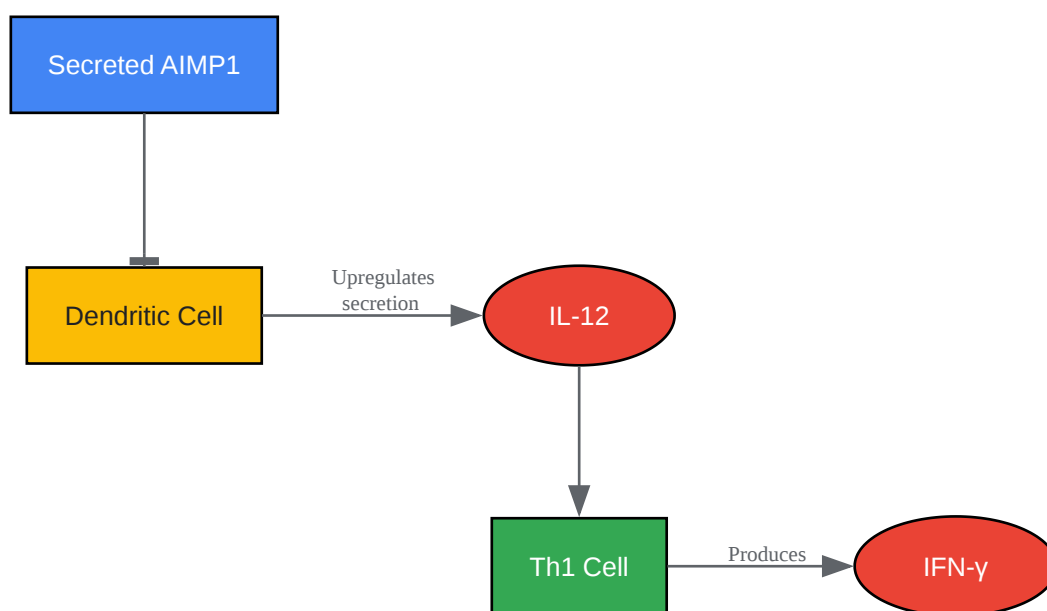 Secreted AIMP1
Upregulates
secretion
Dendritic Cell
IL-12
Th1 Cell
Produces
IFN-γ